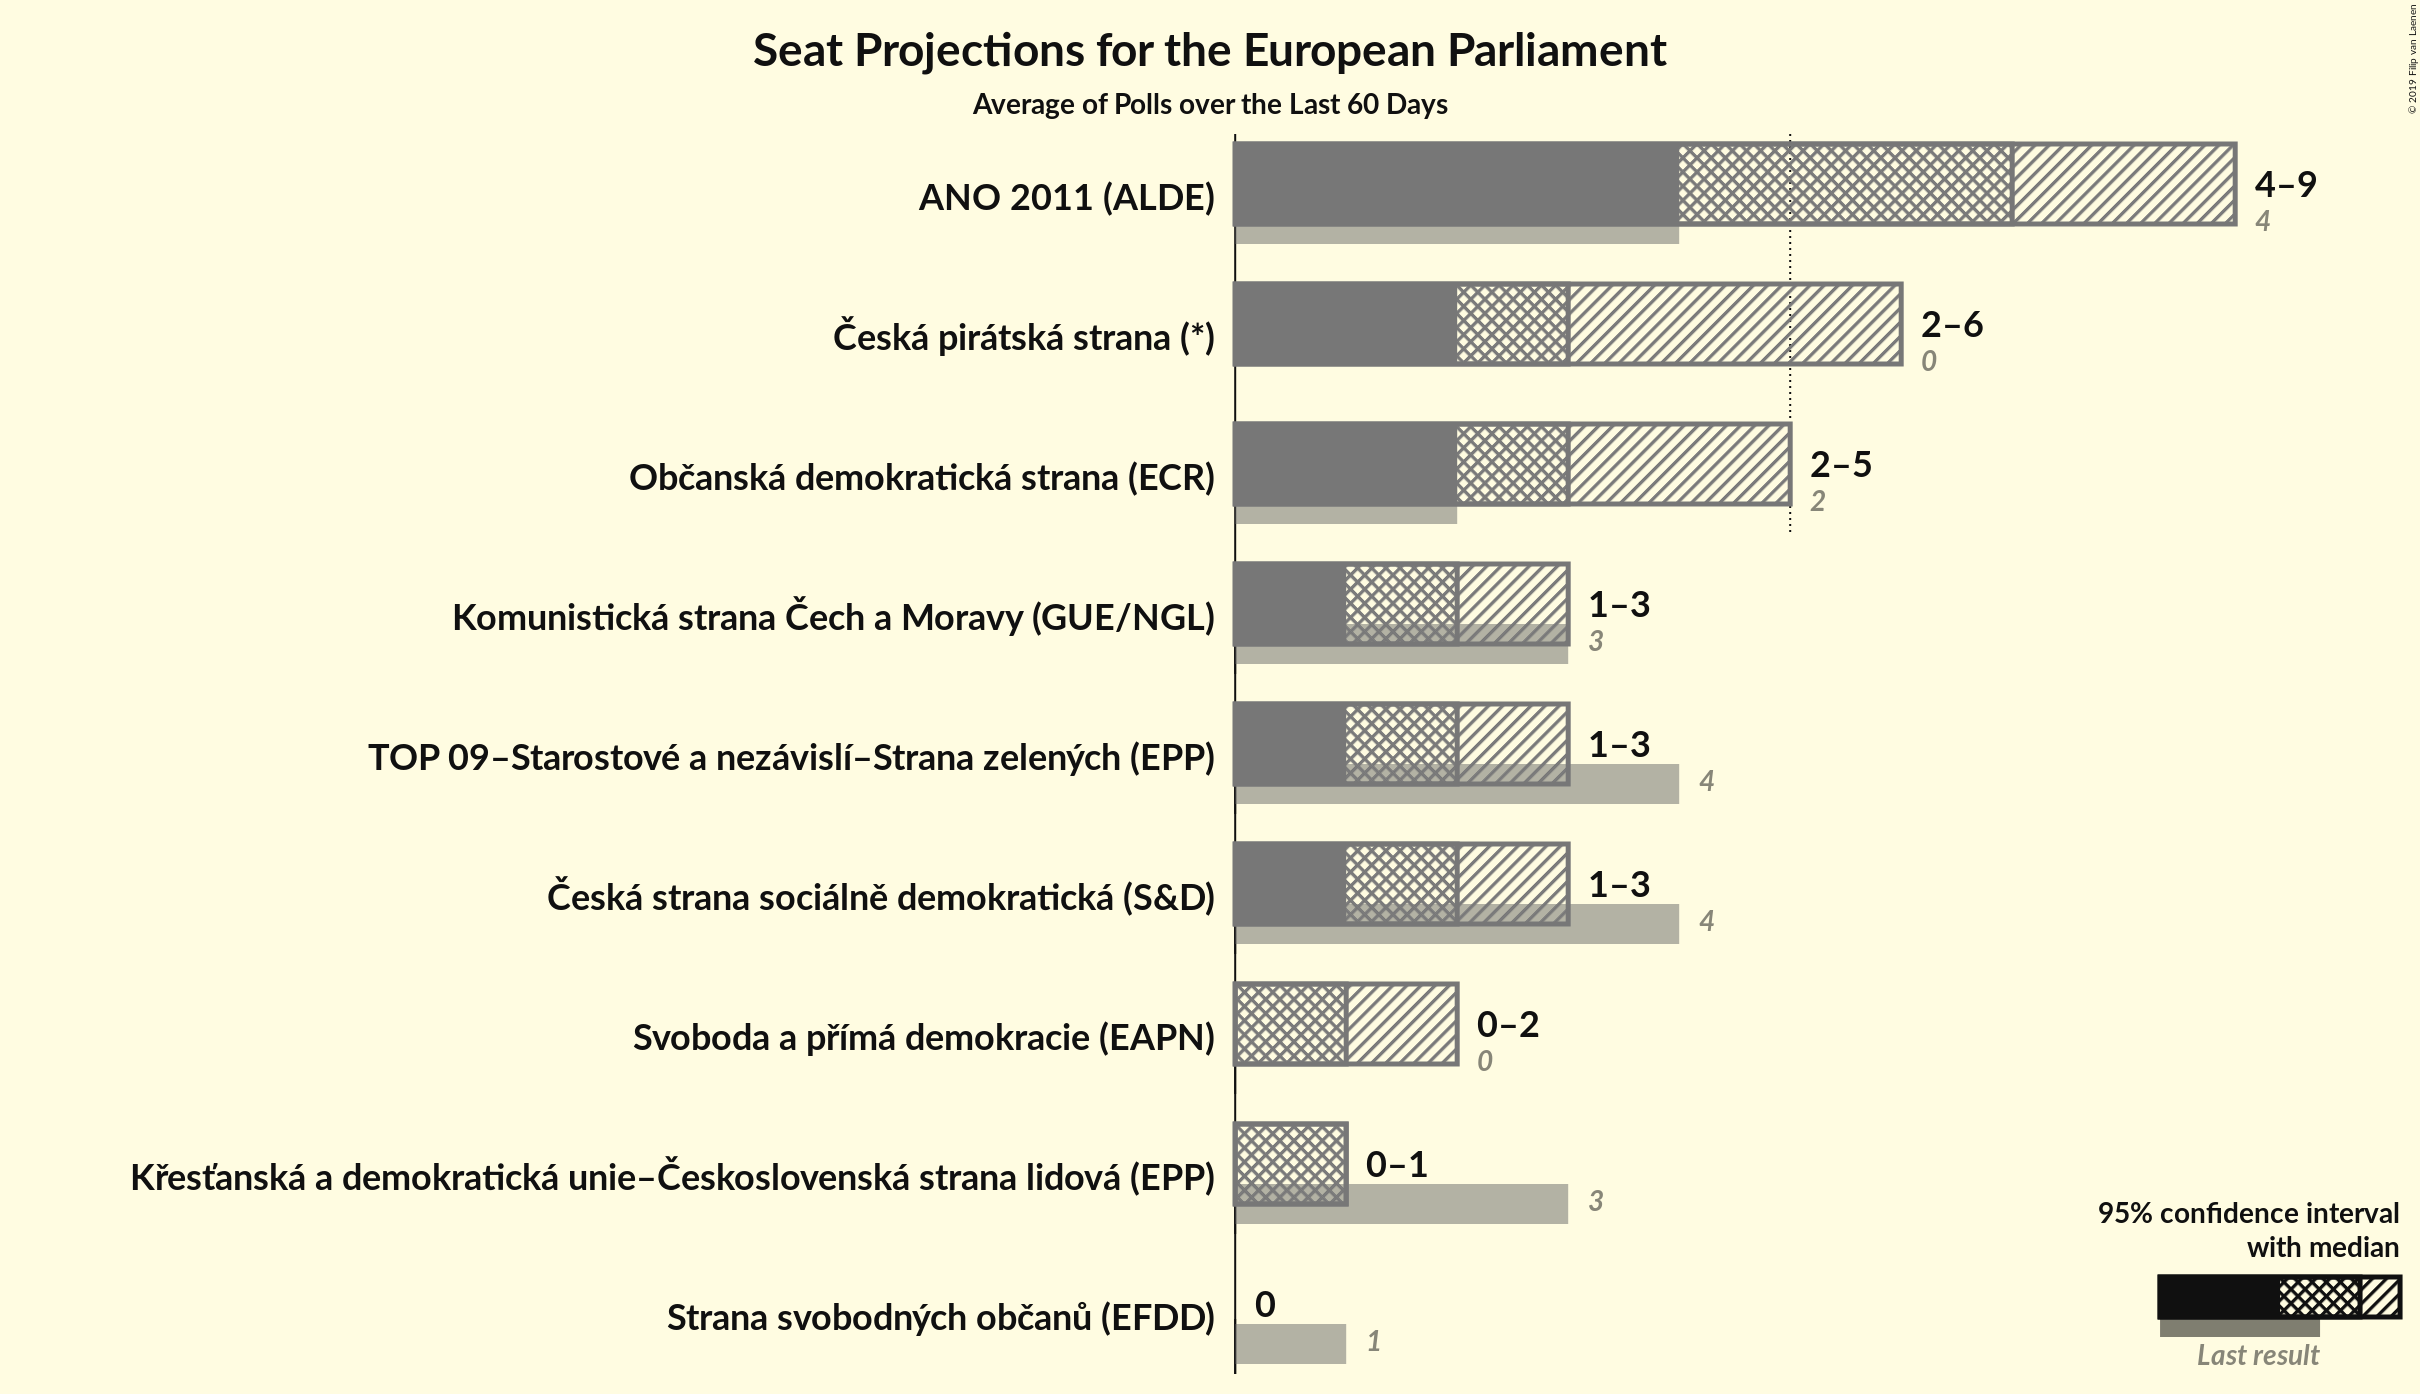 Seat Projections for the European Parliament
Average of Polls over the Last 60 Days
© 2019 Filip van Laenen
ANO 2011 (ALDE)
4–9
4
Česká pirátská strana (*)
2–6
0
Občanská demokratická strana (ECR)
2–5
2
Komunistická strana Čech a Moravy (GUE/NGL)
1–3
3
TOP 09–Starostové a nezávislí–Strana zelených (EPP)
1–3
4
Česká strana sociálně demokratická (S&D)
1–3
4
Svoboda a přímá demokracie (EAPN)
0–2
0
Křesťanská a demokratická unie–Československá strana lidová (EPP)
0–1
3
Strana svobodných občanů (EFDD)
0
1
95% confidence interval
with median
Last result